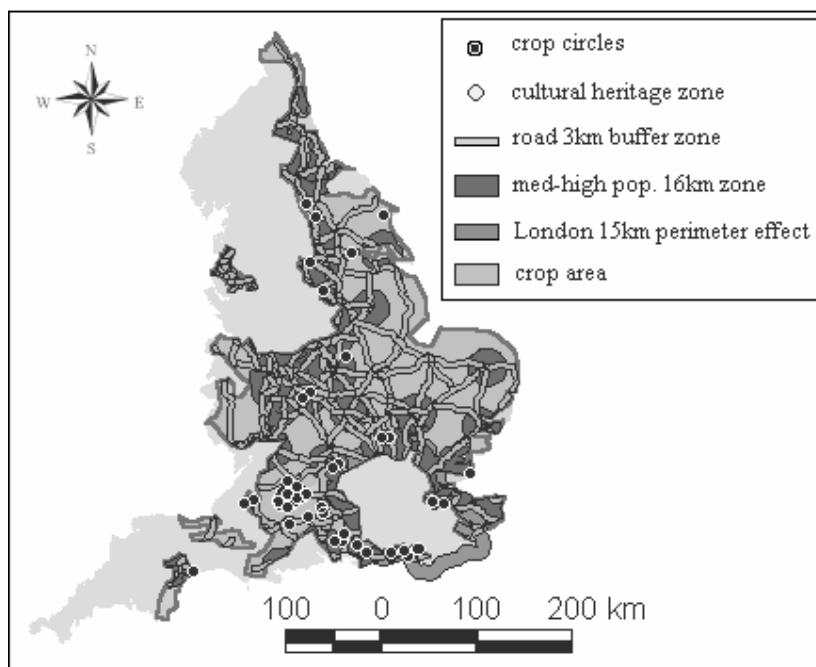 N
W E
S
crop circles
cultural heritage zone
road 3km buffer zone
med-high pop. 16km zone
London 15km perimeter effect
crop area
100 0 100 200 km